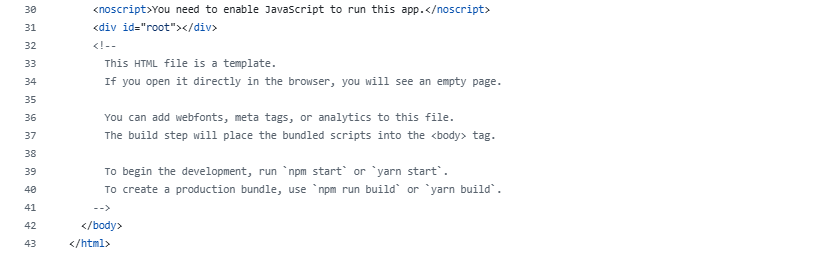 30 <noscript>You need to enable JavaScript to run this app.</noscript>
31 <div id="root"></div>
32 <!--
33 This HTML file is a template.
34 If you open it directly in the browser, you will see an empty page.
35
36 You can add webfonts, meta tags, or analytics to this file.
37 The build step will place the bundled scripts into the <body> tag.
38
39 To begin the development, run `npm start` or `yarn start`.
40 To create a production bundle, use `npm run build` or `yarn build`.
41 -->
42 </body>
43 </html>